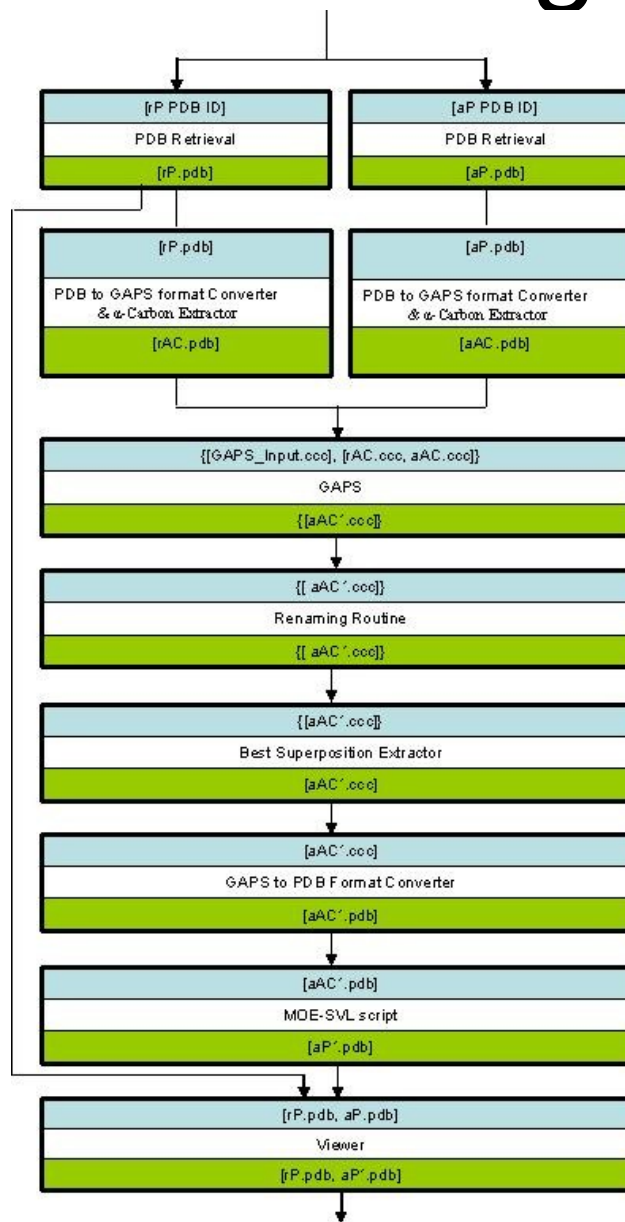 g
[rP PDB ID]
PDB Retrieval
[rP.pdb]
[aP PDB ID]
PDB Retrieval
[aP.pdb]
[rP.pdb]
PDB to GAPS format Converter
& α-Carbon Extractor
[rAC.pdb]
[aP.pdb]
PDB to GAPS format Converter
& α-Carbon Extractor
[aAC.pdb]
{[GAPS_Input.ccc], [rAC.ccc, aAC.ccc]}
GAPS
{[aAC´.ccc]}
{[ aAC´.ccc]}
Renaming Routine
{[ aAC´.ccc]}
{[aAC´.ccc]}
Best Superposition Extractor
[aAC´.ccc]
[aAC´.ccc]
GAPS to PDB Format Converter
[aAC´.pdb]
[aAC´.pdb]
MOE-SVL script
[aP´.pdb]
[rP.pdb, aP.pdb]
Viewer
[rP.pdb, aP´.pdb]